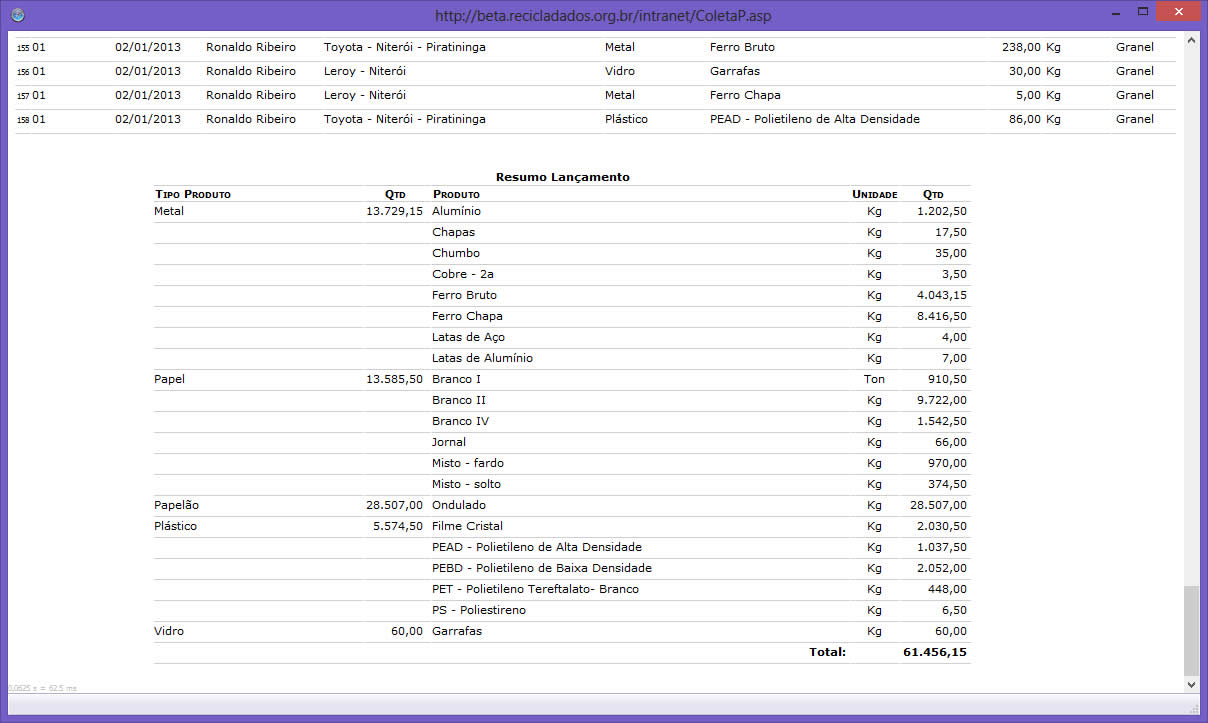 http://beta.recicladados.org.br/intranet/ColetaP.asp
155 01 02/01/2013 Ronaldo Ribeiro Toyota - Niterói - Piratininga Metal Ferro Bruto 238,00 Kg Granel
156 01 02/01/2013 Ronaldo Ribeiro Leroy - Niterói Vidro Garrafas 30,00 Kg Granel
157 01 02/01/2013 Ronaldo Ribeiro Leroy - Niterói Metal Ferro Chapa 5,00 Kg Granel
158 01 02/01/2013 Ronaldo Ribeiro Toyota - Niterói - Piratininga Plástico PEAD - Polietileno de Alta Densidade 86,00 Kg Granel
Resumo Lançamento
Tipo Produto Qtd Produto Unidade Qtd
Metal 13.729,15 Alumínio Kg 1.202,50
Chapas Kg 17,50
Chumbo Kg 35,00
Cobre - 2a Kg 3,50
Ferro Bruto Kg 4.043,15
Ferro Chapa Kg 8.416,50
Latas de Aço Kg 4,00
Latas de Alumínio Kg 7,00
Papel 13.585,50 Branco I Ton 910,50
Branco II Kg 9.722,00
Branco IV Kg 1.542,50
Jornal Kg 66,00
Misto - fardo Kg 970,00
Misto - solto Kg 374,50
Papelão 28.507,00 Ondulado Kg 28.507,00
Plástico 5.574,50 Filme Cristal Kg 2.030,50
PEAD - Polietileno de Alta Densidade Kg 1.037,50
PEBD - Polietileno de Baixa Densidade Kg 2.052,00
PET - Polietileno Tereftalato- Branco Kg 448,00
PS - Poliestireno Kg 6,50
Vidro 60,00 Garrafas Kg 60,00
Total: 61.456,15
0,0625 s = 62.5 ms